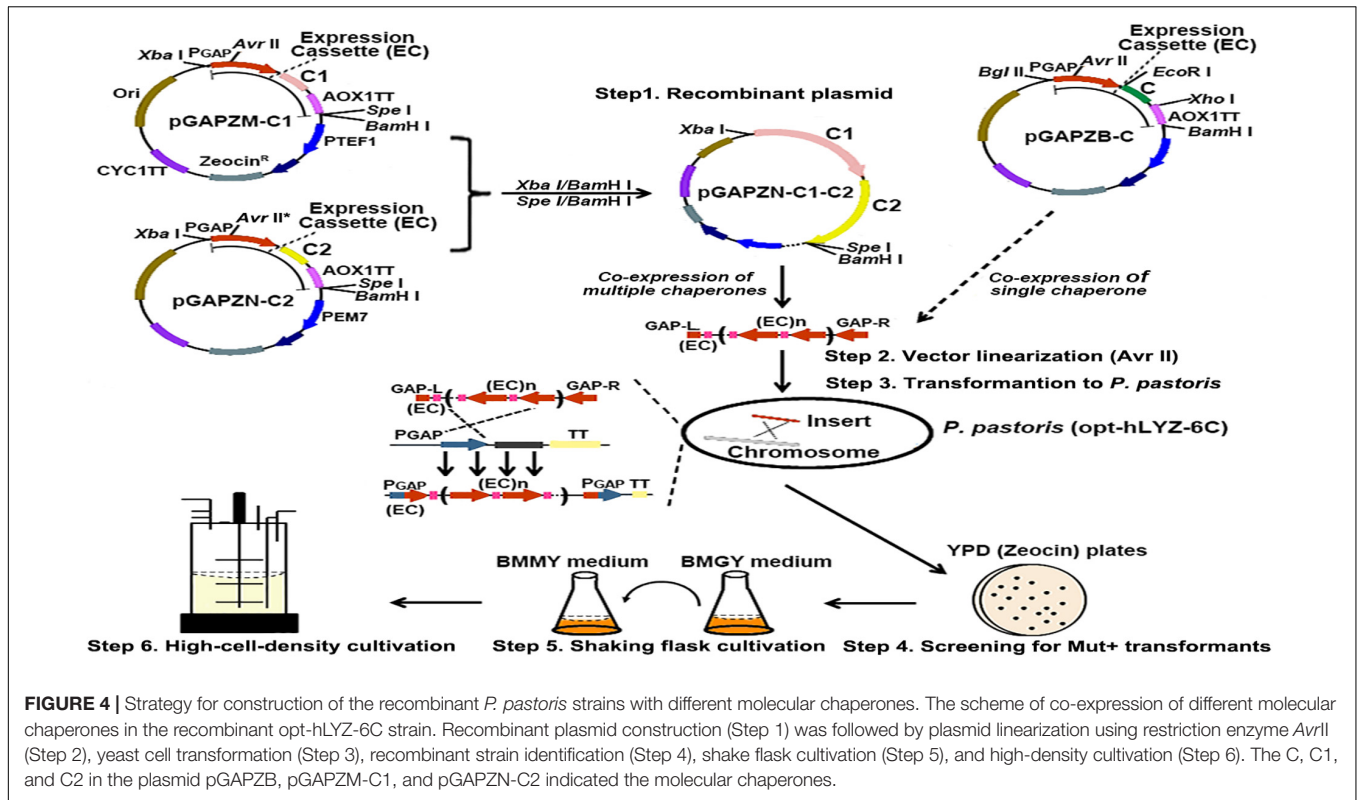 Expression
Cassette (EC)
Xba I
PGAP
Avr II
C1
Ori
AOX1TT
Spe I
BamH I
pGAPZM-C1
PTEF1
CYC1TT
Zeocin^R
Expression
Cassette (EC)
Xba I
PGAP
Avr II*
C2
AOX1TT
Spe I
BamH I
pGAPZN-C2
PEM7
Xba I/BamH I
Spe I/BamH I
Step1. Recombinant plasmid
Xba I
C1
pGAPZN-C1-C2
C2
Spe I
BamH I
Expression
Cassette (EC)
Bgl II
PGAP
Avr II
EcoR I
C
Xho I
AOX1TT
BamH I
pGAPZB-C
Co-expression of
multiple chaperones
Co-expression of
single chaperone
GAP-L
(EC)n
GAP-R
(EC)
Step 2. Vector linearization (Avr II)
Step 3. Transformantion to P. pastoris
GAP-L
(EC)n
GAP-R
(EC)
PGAP
TT
PGAP
(EC)n
PGAP TT
(EC)
Insert
Chromosome
P. pastoris (opt-hLYZ-6C)
YPD (Zeocin) plates
BMMY medium
BMGY medium
Step 6. High-cell-density cultivation
Step 5. Shaking flask cultivation
Step 4. Screening for Mut+ transformants
FIGURE 4 | Strategy for construction of the recombinant P. pastoris strains with different molecular chaperones. The scheme of co-expression of different molecular
chaperones in the recombinant opt-hLYZ-6C strain. Recombinant plasmid construction (Step 1) was followed by plasmid linearization using restriction enzyme AvrII
(Step 2), yeast cell transformation (Step 3), recombinant strain identification (Step 4), shake flask cultivation (Step 5), and high-density cultivation (Step 6). The C, C1,
and C2 in the plasmid pGAPZB, pGAPZM-C1, and pGAPZN-C2 indicated the molecular chaperones.